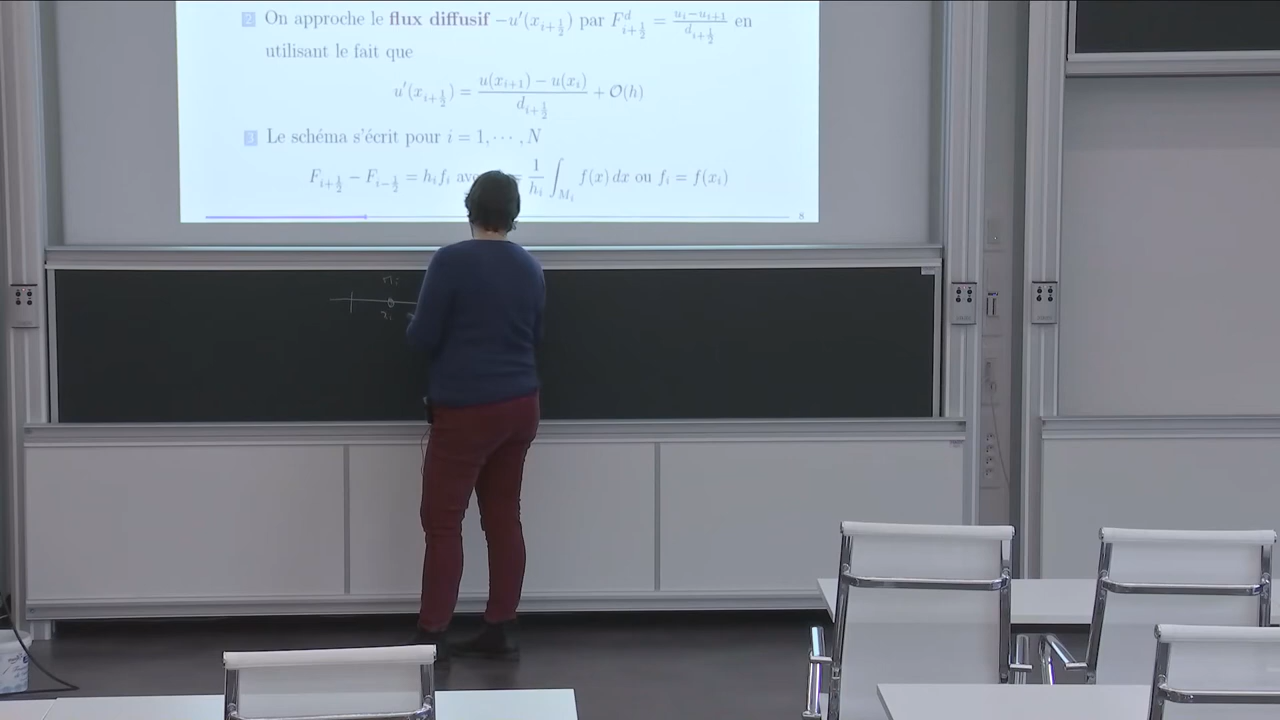 2 On approche le flux diffusif −u′(x_{i+1/2}) par F^d_{i+1/2} = (u_i − u_{i+1})/d_{i+1/2} en
utilisant le fait que
u′(x_{i+1/2}) = (u(x_{i+1}) − u(x_i))/d_{i+1/2} + O(h)
3 Le schéma s'écrit pour i = 1, ⋯ , N
F_{i+1/2} − F_{i−1/2} = h_i f_i = 1/h_i ∫_{M_i} f(x) dx ou f_i = f(x_i)
8
x_i